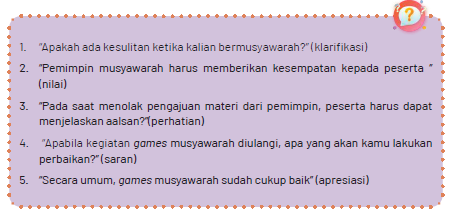 ?
1. "Apakah ada kesulitan ketika kalian bermusyawarah?"(klarifikasi)
2. "Pemimpin musyawarah harus memberikan kesempatan kepada peserta "
(nilai)
3. "Pada saat menolak pengajuan materi dari pemimpin, peserta harus dapat
menjelaskan aalsan?"(perhatian)
4. "Apabila kegiatan games musyawarah diulangi, apa yang akan kamu lakukan
perbaikan?"(saran)
5. "Secara umum, games musyawarah sudah cukup baik"(apresiasi)